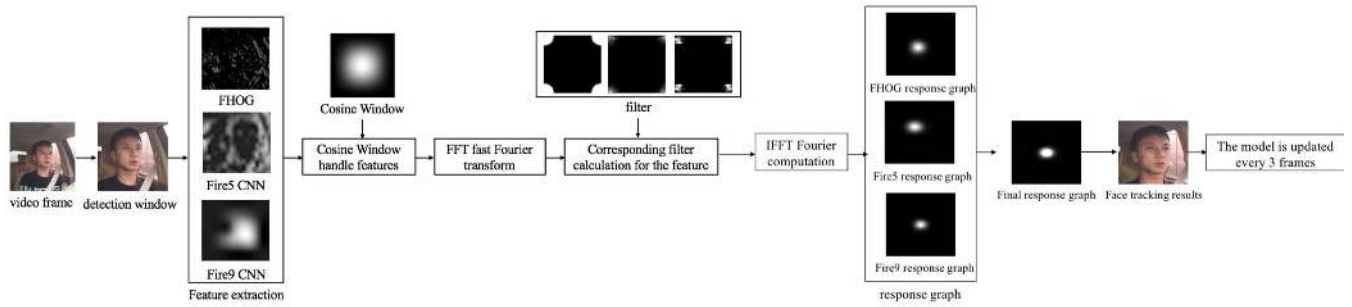 video frame
detection window
FHOG
Fire5 CNN
Fire9 CNN
Feature extraction
Cosine Window
Cosine Window
handle features
FFT fast Fourier
transform
filter
Corresponding filter
calculation for the feature
IFFT Fourier
computation
FHOG response graph
Fire5 response graph
Fire9 response graph
response graph
Final response graph
Face tracking results
The model is updated
every 3 frames